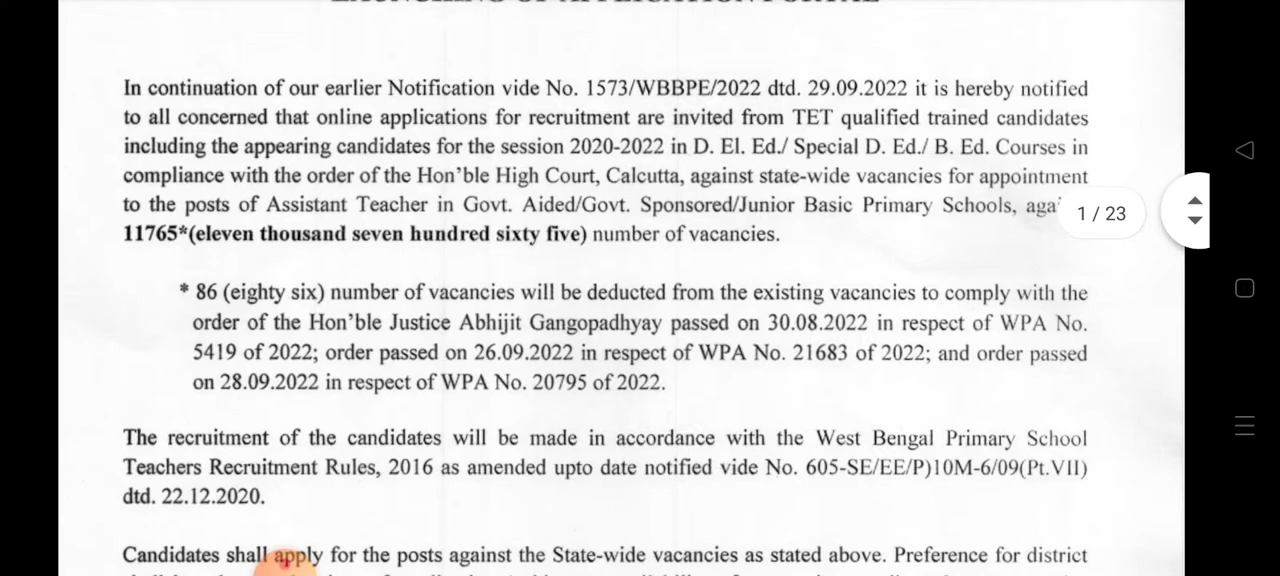 In continuation of our earlier Notification vide No. 1573/WBBPE/2022 dtd. 29.09.2022 it is hereby notified
to all concerned that online applications for recruitment are invited from TET qualified trained candidates
including the appearing candidates for the session 2020-2022 in D. El. Ed./ Special D. Ed./ B. Ed. Courses in
compliance with the order of the Hon'ble High Court, Calcutta, against state-wide vacancies for appointment
to the posts of Assistant Teacher in Govt. Aided/Govt. Sponsored/Junior Basic Primary Schools,
1 / 23
11765*(eleven thousand seven hundred sixty five) number of vacancies.
* 86 (eighty six) number of vacancies will be deducted from the existing vacancies to comply with the
order of the Hon'ble Justice Abhijit Gangopadhyay passed on 30.08.2022 in respect of WPA No.
5419 of 2022; order passed on 26.09.2022 in respect of WPA No. 21683 of 2022; and order passed
on 28.09.2022 in respect of WPA No. 20795 of 2022.
The recruitment of the candidates will be made in accordance with the West Bengal Primary School
Teachers Recruitment Rules, 2016 as amended upto date notified vide No. 605-SE/EE/P)10M-6/09(Pt.VII)
dtd. 22.12.2020.
Candidates shall apply for the posts against the State-wide vacancies as stated above. Preference for district